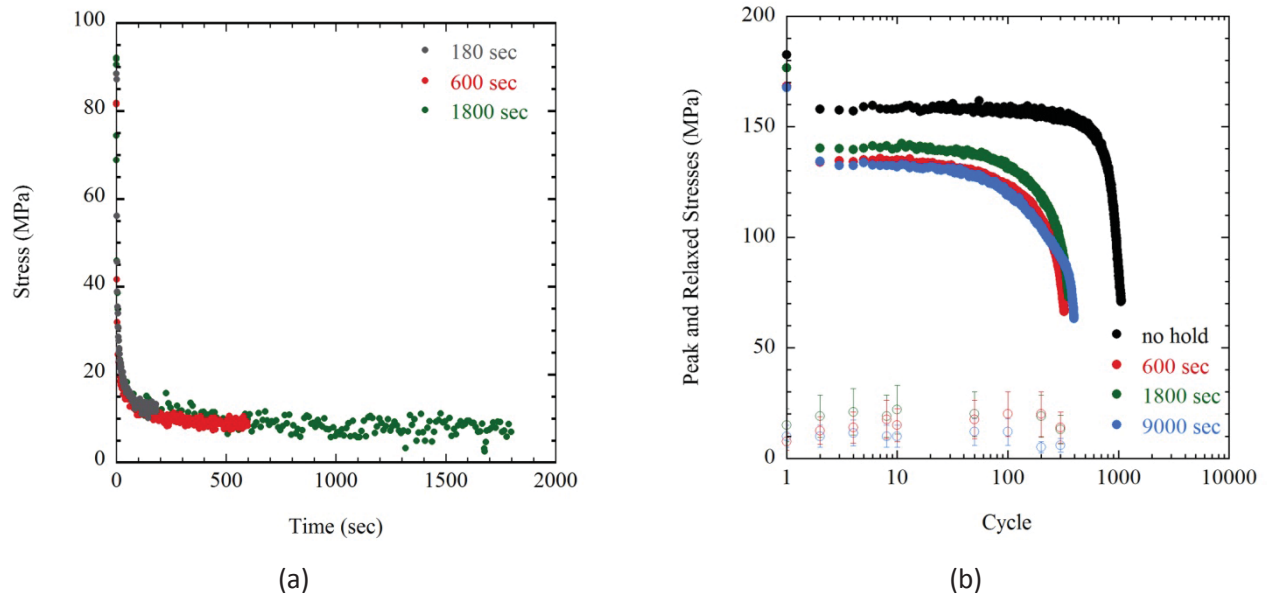 100
80
60
40
20
0
Stress (MPa)
180 sec
600 sec
1800 sec
0
500
1000
1500
2000
Time (sec)
(a)
200
150
100
50
0
Peak and Relaxed Stresses (MPa)
no hold
600 sec
1800 sec
9000 sec
1
10
100
1000
10000
Cycle
(b)